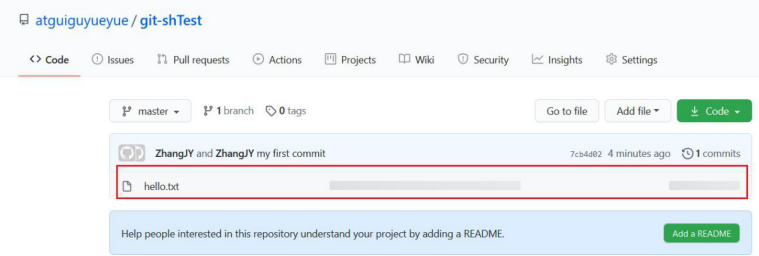 atguiguyueyue / git-shTest
Code Issues Pull requests Actions Projects Wiki Security Insights Settings
master 1 branch 0 tags Go to file Add file Code
ZhangJY and ZhangJY my first commit 7cb4d02 4 minutes ago 1 commits
hello.txt
Help people interested in this repository understand your project by adding a README. Add a README